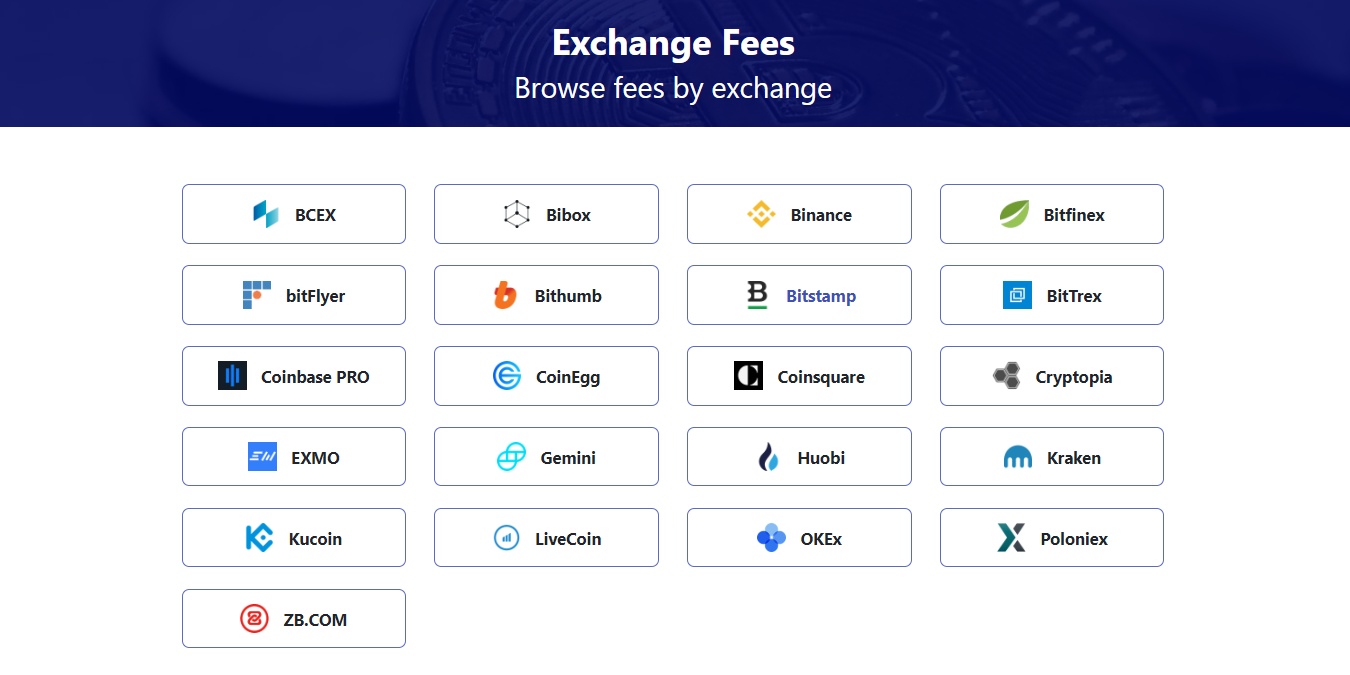 Exchange Fees
Browse fees by exchange
BCEX
Bibox
Binance
Bitfinex
bitFlyer
Bithumb
Bitstamp
BitTrex
Coinbase PRO
CoinEgg
Coinsquare
Cryptopia
EXMO
Gemini
Huobi
Kraken
Kucoin
LiveCoin
OKEx
Poloniex
ZB.COM